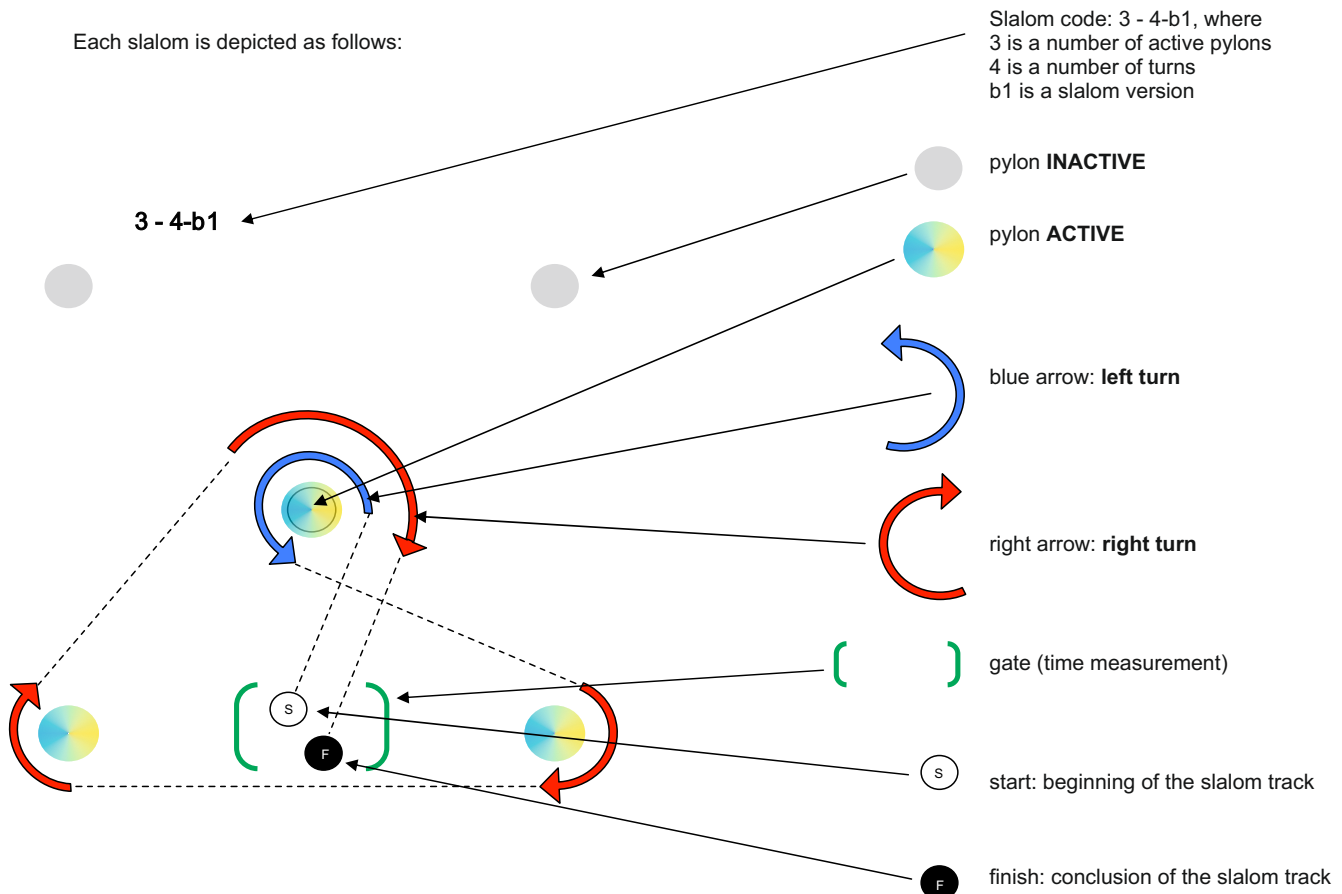 Each slalom is depicted as follows:
Slalom code: 3 - 4-b1, where
3 is a number of active pylons
4 is a number of turns
b1 is a slalom version
pylon INACTIVE
3 - 4-b1
pylon ACTIVE
blue arrow: left turn
right arrow: right turn
gate (time measurement)
S
F
S
start: beginning of the slalom track
F
finish: conclusion of the slalom track